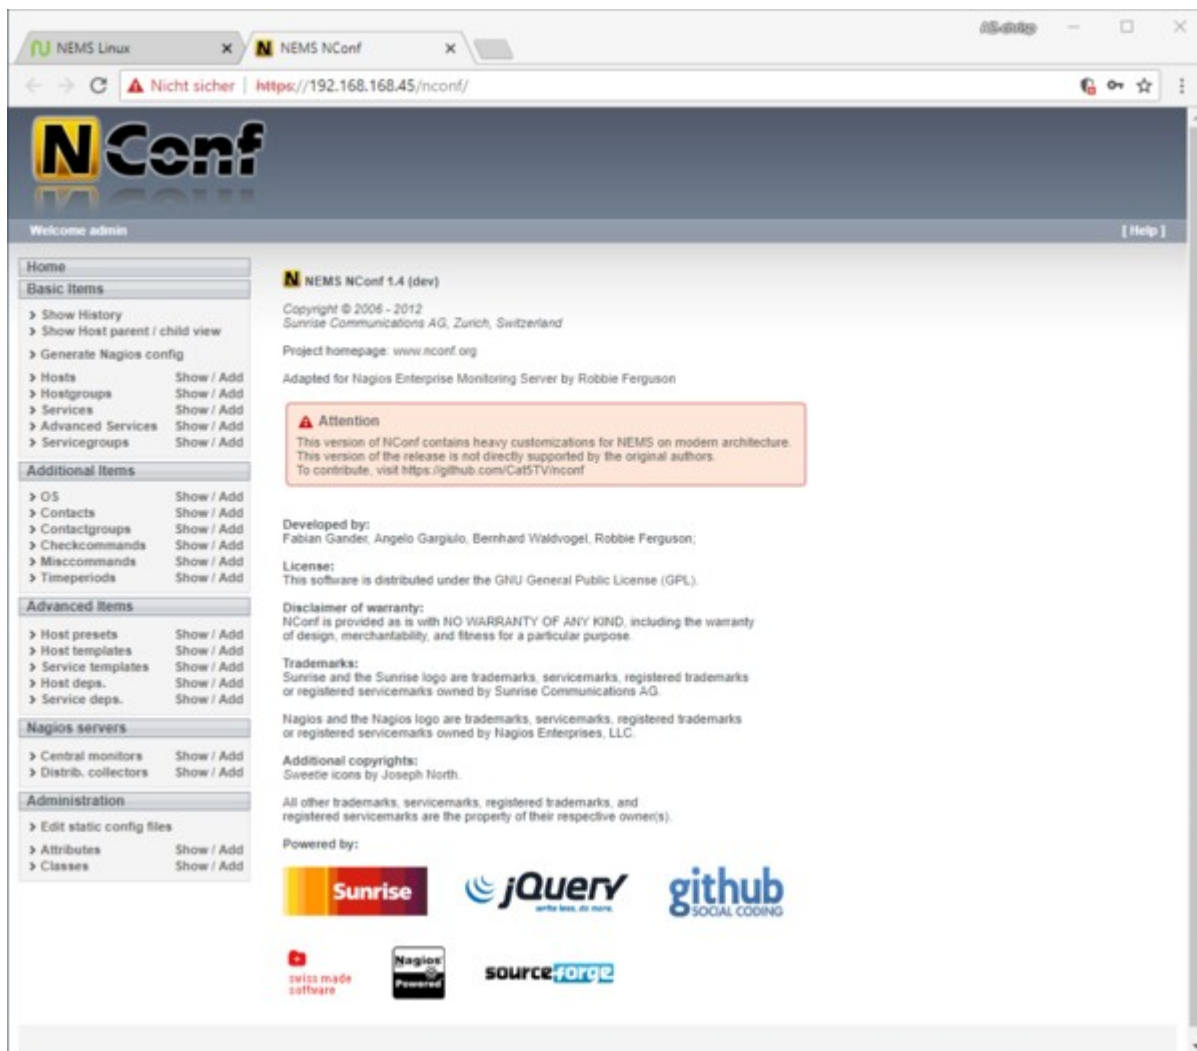 NEMS Linux
NEMS NConf
Nicht sicher
https://192.168.168.45/nconf/
NConf
Welcome admin
[ Help ]
Home
Basic Items
Show History
Show Host parent / child view
Generate Nagios config
Hosts Show / Add
Hostgroups Show / Add
Services Show / Add
Advanced Services Show / Add
Servicegroups Show / Add
Additional Items
OS Show / Add
Contacts Show / Add
Contactgroups Show / Add
Checkcommands Show / Add
Misccommands Show / Add
Timeperiods Show / Add
Advanced Items
Host presets Show / Add
Host templates Show / Add
Service templates Show / Add
Host deps. Show / Add
Service deps. Show / Add
Nagios servers
Central monitors Show / Add
Distrib. collectors Show / Add
Administration
Edit static config files
Attributes Show / Add
Classes Show / Add
NEMS NConf 1.4 (dev)
Copyright © 2006 - 2012
Sunrise Communications AG, Zurich, Switzerland
Project homepage: www.nconf.org
Adapted for Nagios Enterprise Monitoring Server by Robbie Ferguson
Attention
This version of NConf contains heavy customizations for NEMS on modern architecture.
This version of the release is not directly supported by the original authors.
To contribute, visit https://github.com/Cat5TV/nconf
Developed by:
Fabian Gander, Angelo Gargiulo, Bernhard Waldvogel, Robbie Ferguson;
License:
This software is distributed under the GNU General Public License (GPL).
Disclaimer of warranty:
NConf is provided as is with NO WARRANTY OF ANY KIND, including the warranty
of design, merchantability, and fitness for a particular purpose.
Trademarks:
Sunrise and the Sunrise logo are trademarks, servicemarks, registered trademarks
or registered servicemarks owned by Sunrise Communications AG.
Nagios and the Nagios logo are trademarks, servicemarks, registered trademarks
or registered servicemarks owned by Nagios Enterprises, LLC.
Additional copyrights:
Sweetie icons by Joseph North.
All other trademarks, servicemarks, registered trademarks, and
registered servicemarks are the property of their respective owner(s).
Powered by:
Sunrise
jQuery
write less, do more.
github
SOCIAL CODING
swiss made
software
Nagios
Powered
sourceforge